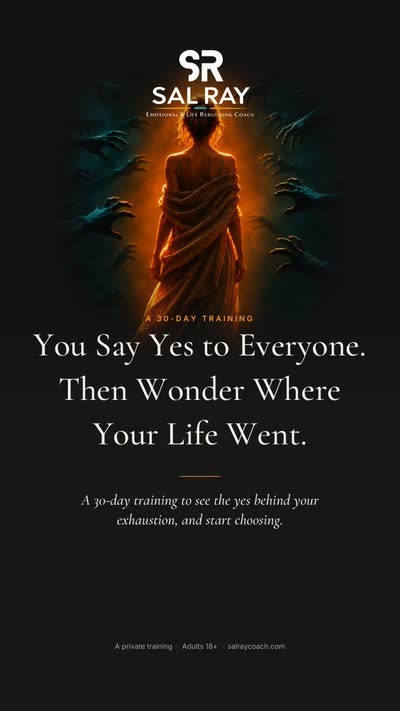 SR
SAL RAY
EMOTIONAL & LIFE REBUILDING COACH
A 30-DAY TRAINING
You Say Yes to Everyone.
Then Wonder Where
Your Life Went.
A 30-day training to see the yes behind your
exhaustion, and start choosing.
A private training · Adults 18+ · salraycoach.com